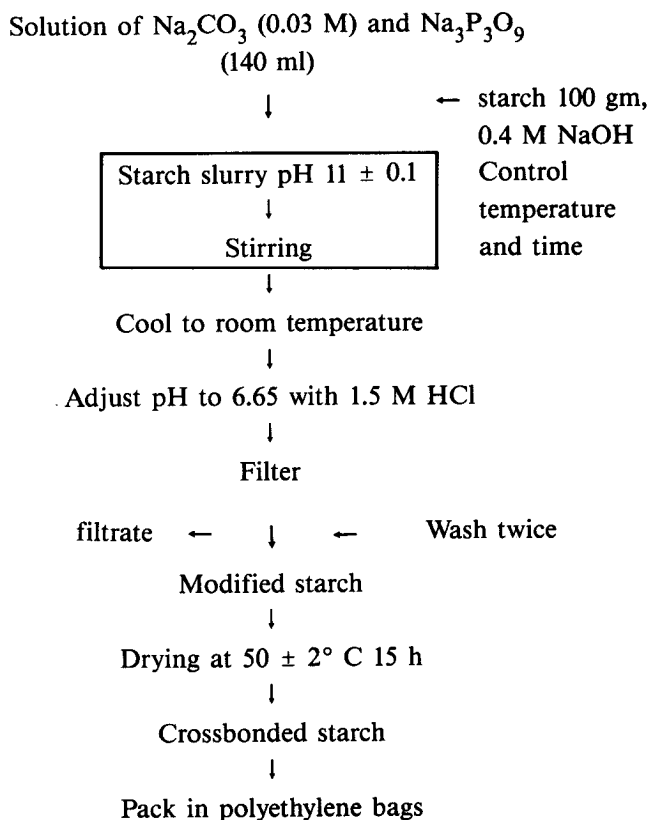 Solution of Na₂CO₃ (0.03 M) and Na₃P₃O₉
(140 ml)
↓
← starch 100 gm,
0.4 M NaOH
Control
temperature
and time
Starch slurry pH 11 ± 0.1
↓
Stirring
↓
Cool to room temperature
↓
Adjust pH to 6.65 with 1.5 M HCl
↓
Filter
filtrate ← ↓ ← Wash twice
Modified starch
↓
Drying at 50 ± 2° C 15 h
↓
Crossbonded starch
↓
Pack in polyethylene bags